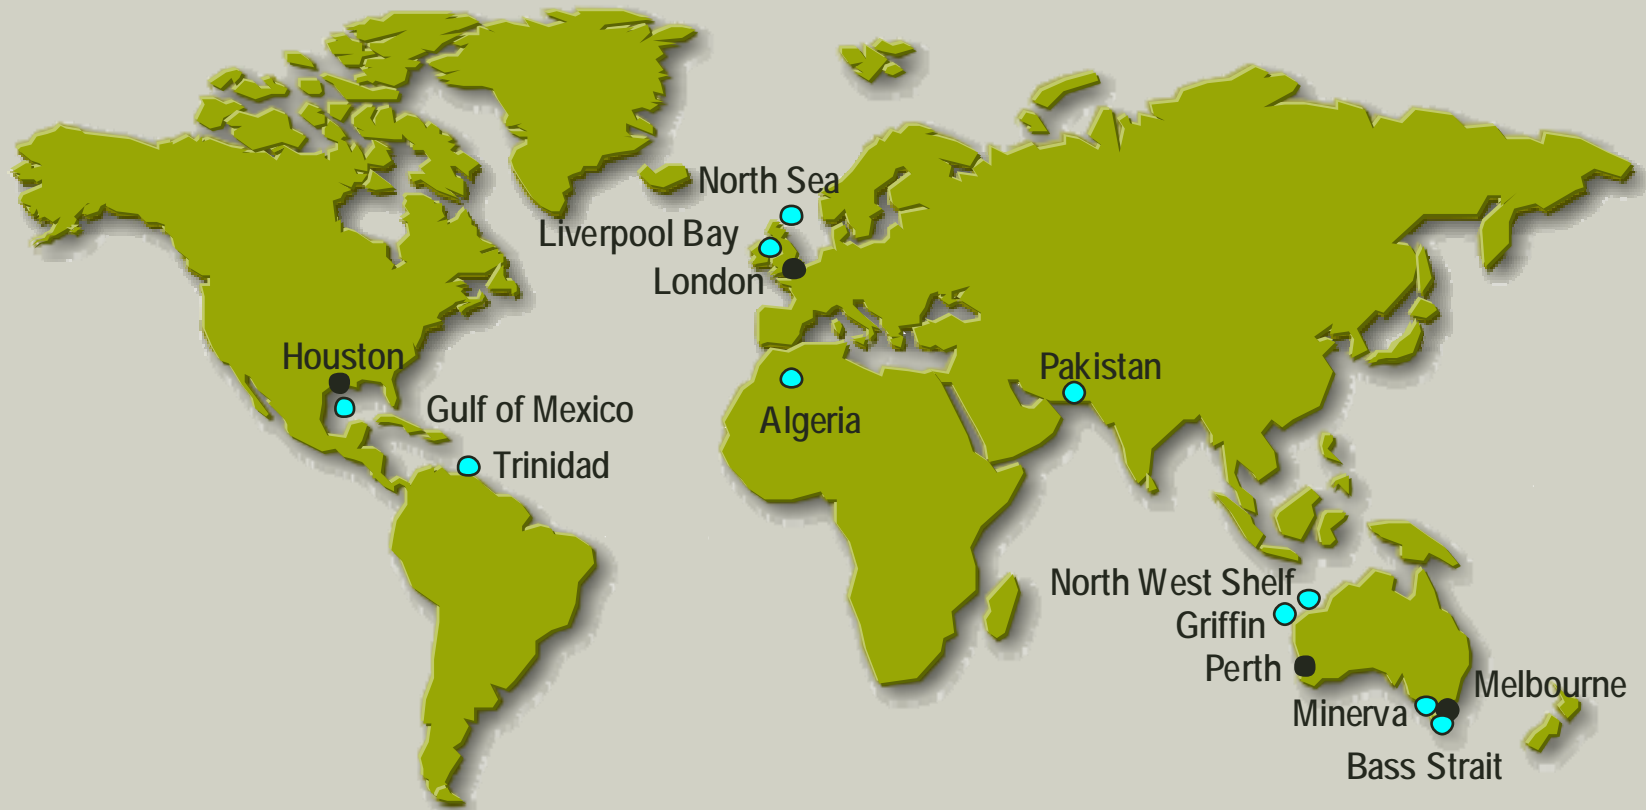 North Sea
Liverpool Bay
London
Houston
Pakistan
Gulf of Mexico
Algeria
Trinidad
North West Shelf
Griffin
Perth
Melbourne
Minerva
Bass Strait